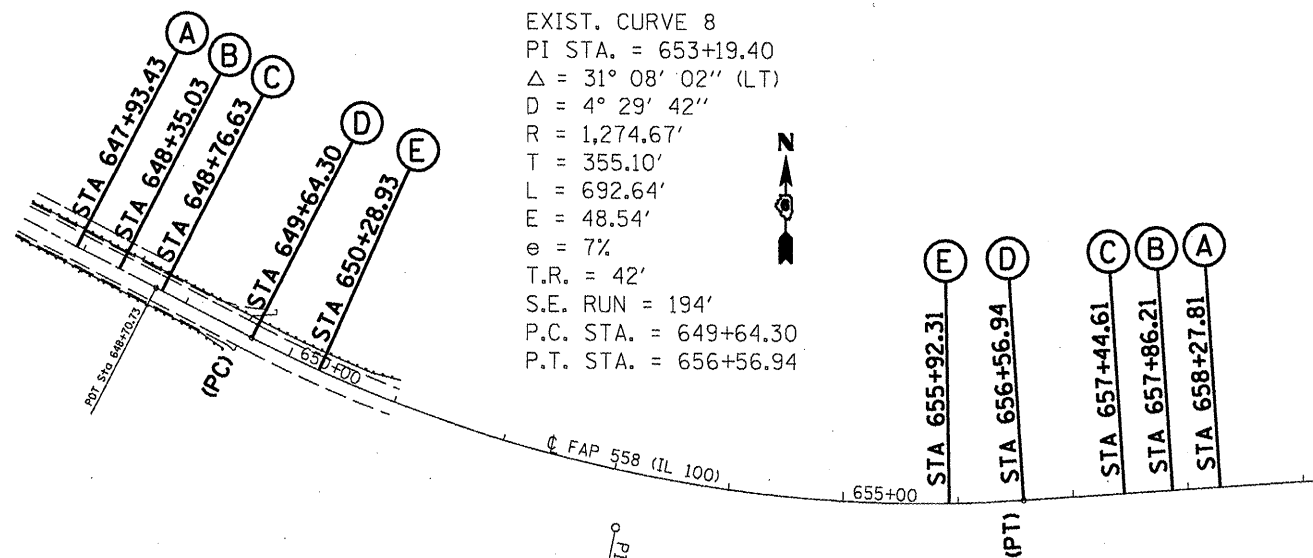 EXIST. CURVE 8
PI STA. = 653+19.40
Δ = 31° 08' 02" (LT)
D = 4° 29' 42"
R = 1,274.67'
T = 355.10'
L = 692.64'
E = 48.54'
e = 7%
T.R. = 42'
S.E. RUN = 194'
P.C. STA. = 649+64.30
P.T. STA. = 656+56.94
N
A
STA 647+93.43
B
STA 648+35.03
C
STA 648+76.63
D
STA 649+64.30
E
STA 650+28.93
POT Sta 648+70.73
(PC)
650+00
℄ FAP 558 (IL 100)
655+00
E
STA 655+92.31
D
STA 656+56.94
(PT)
C
STA 657+44.61
B
STA 657+86.21
A
STA 658+27.81
PI